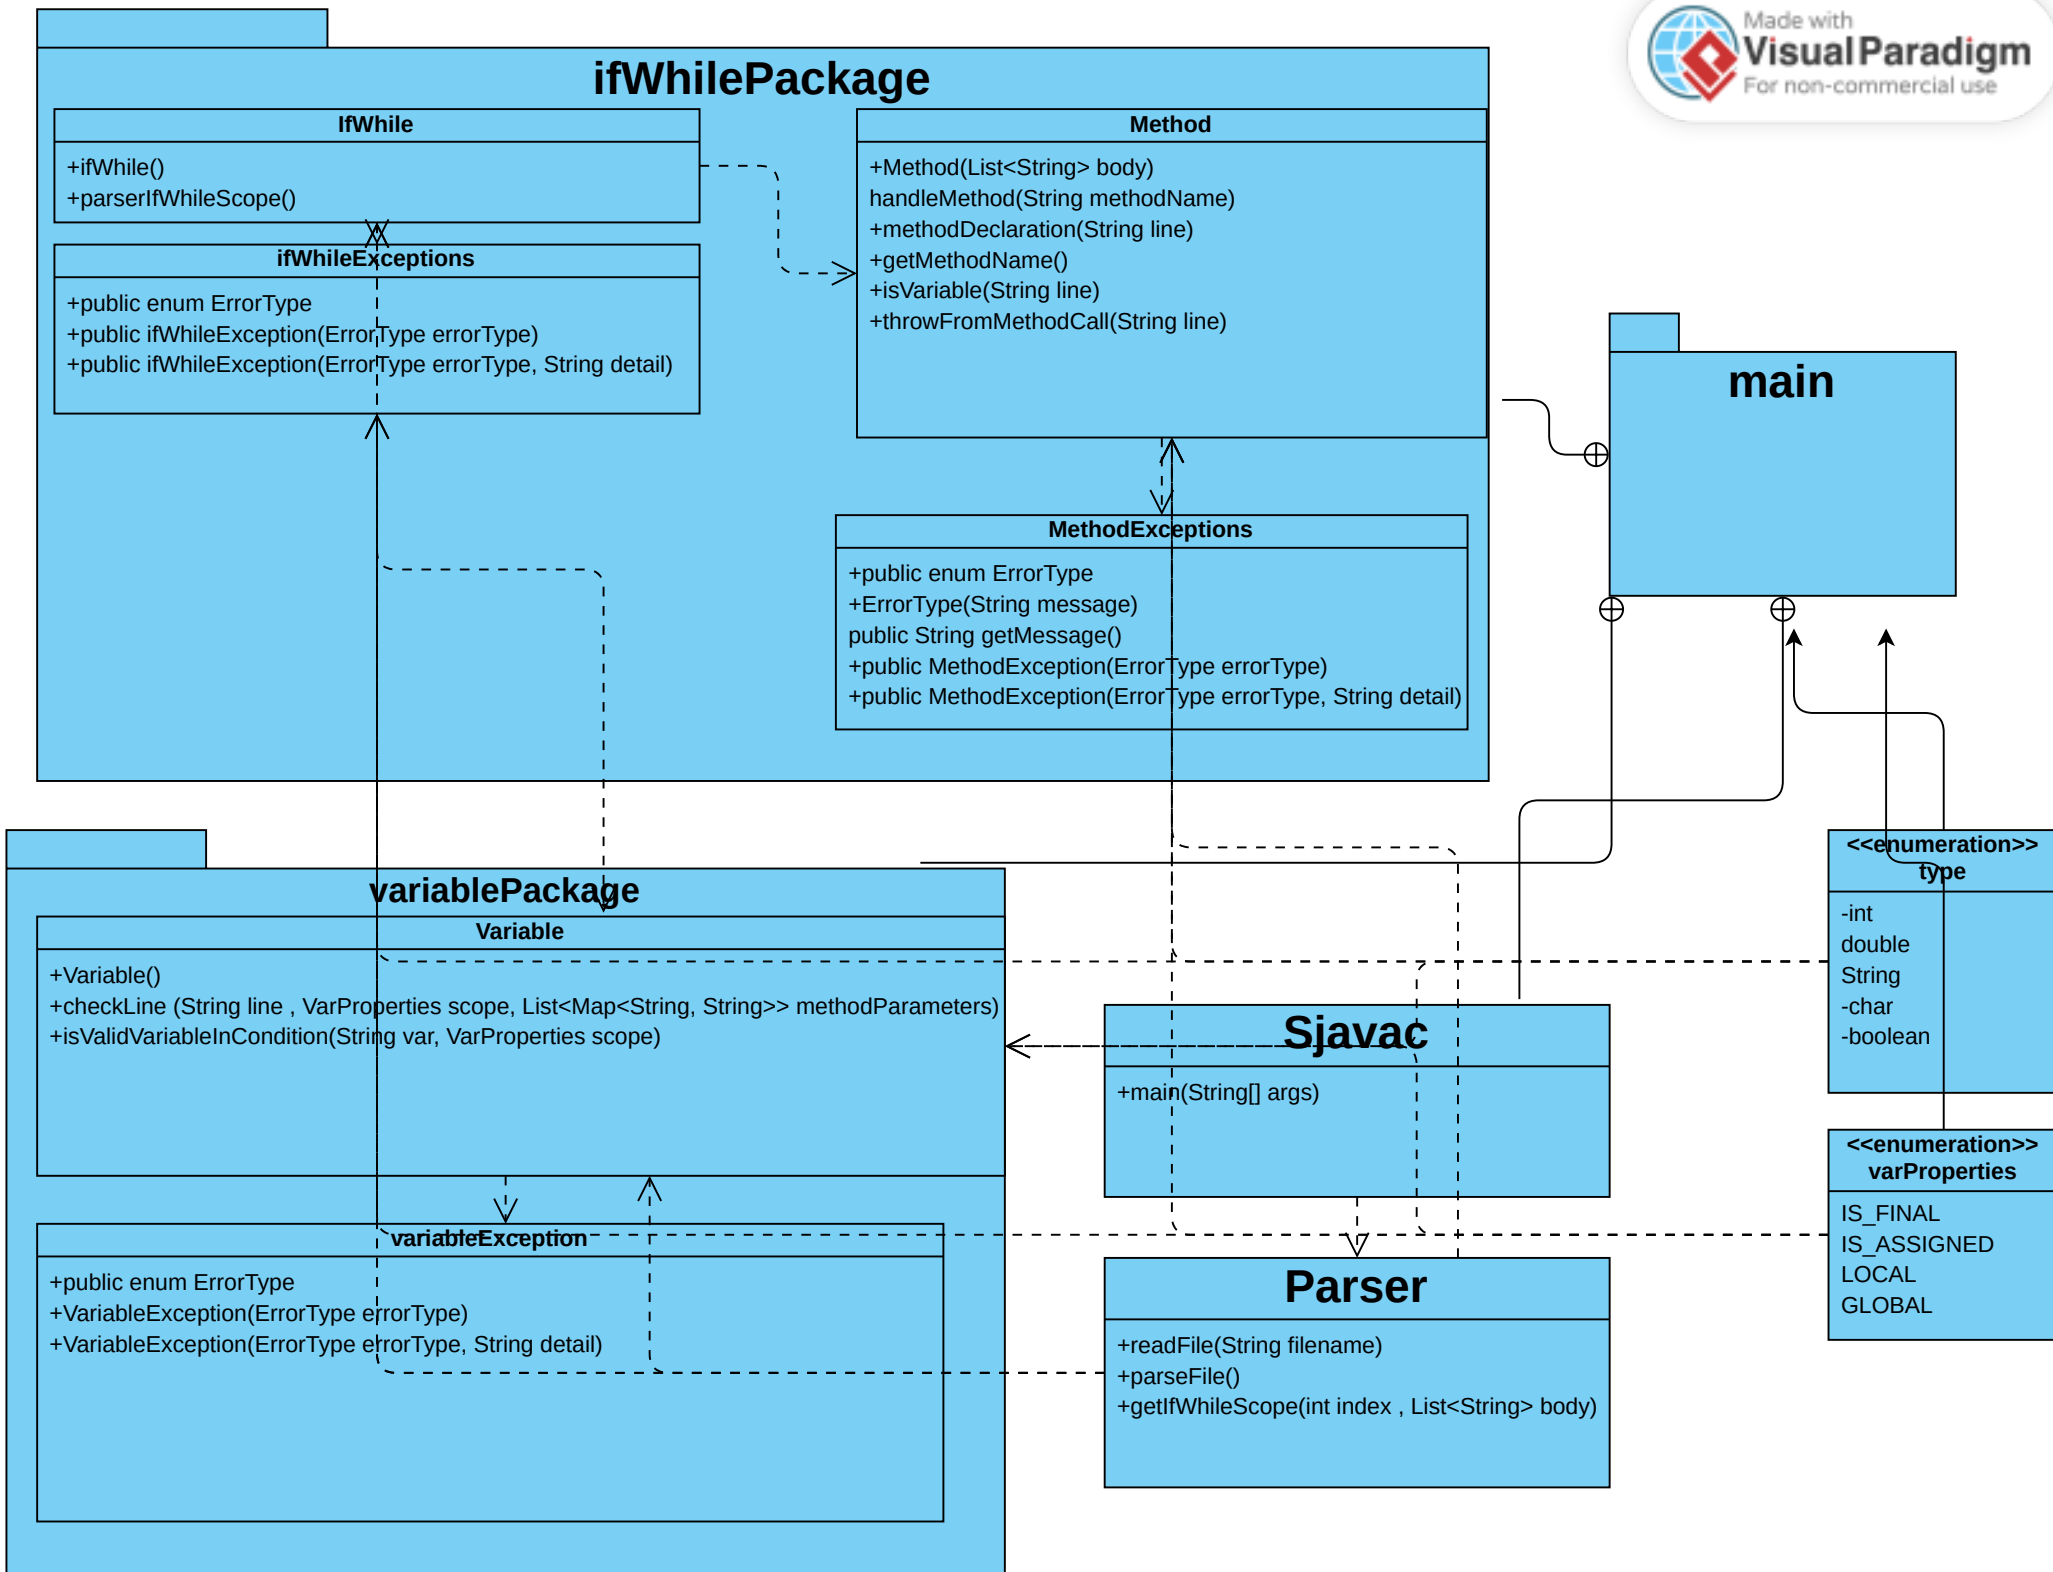 Made with
Visual Paradigm
For non-commercial use
ifWhilePackage
IfWhile
+ifWhile()
+parserIfWhileScope()
ifWhileExceptions
+public enum ErrorType
+public ifWhileException(ErrorType errorType)
+public ifWhileException(ErrorType errorType, String detail)
Method
+Method(List<String> body)
handleMethod(String methodName)
+methodDeclaration(String line)
+getMethodName()
+isVariable(String line)
+throwFromMethodCall(String line)
MethodExceptions
+public enum ErrorType
+ErrorType(String message)
public String getMessage()
+public MethodException(ErrorType errorType)
+public MethodException(ErrorType errorType, String detail)
main
variablePackage
Variable
+Variable()
+checkLine (String line , VarProperties scope, List<Map<String, String>> methodParameters)
+isValidVariableInCondition(String var, VarProperties scope)
variableException
+public enum ErrorType
+VariableException(ErrorType errorType)
+VariableException(ErrorType errorType, String detail)
Sjavac
+main(String[] args)
Parser
+readFile(String filename)
+parseFile()
+getIfWhileScope(int index , List<String> body)
<<enumeration>>
type
-int
double
String
-char
-boolean
<<enumeration>>
varProperties
IS_FINAL
IS_ASSIGNED
LOCAL
GLOBAL